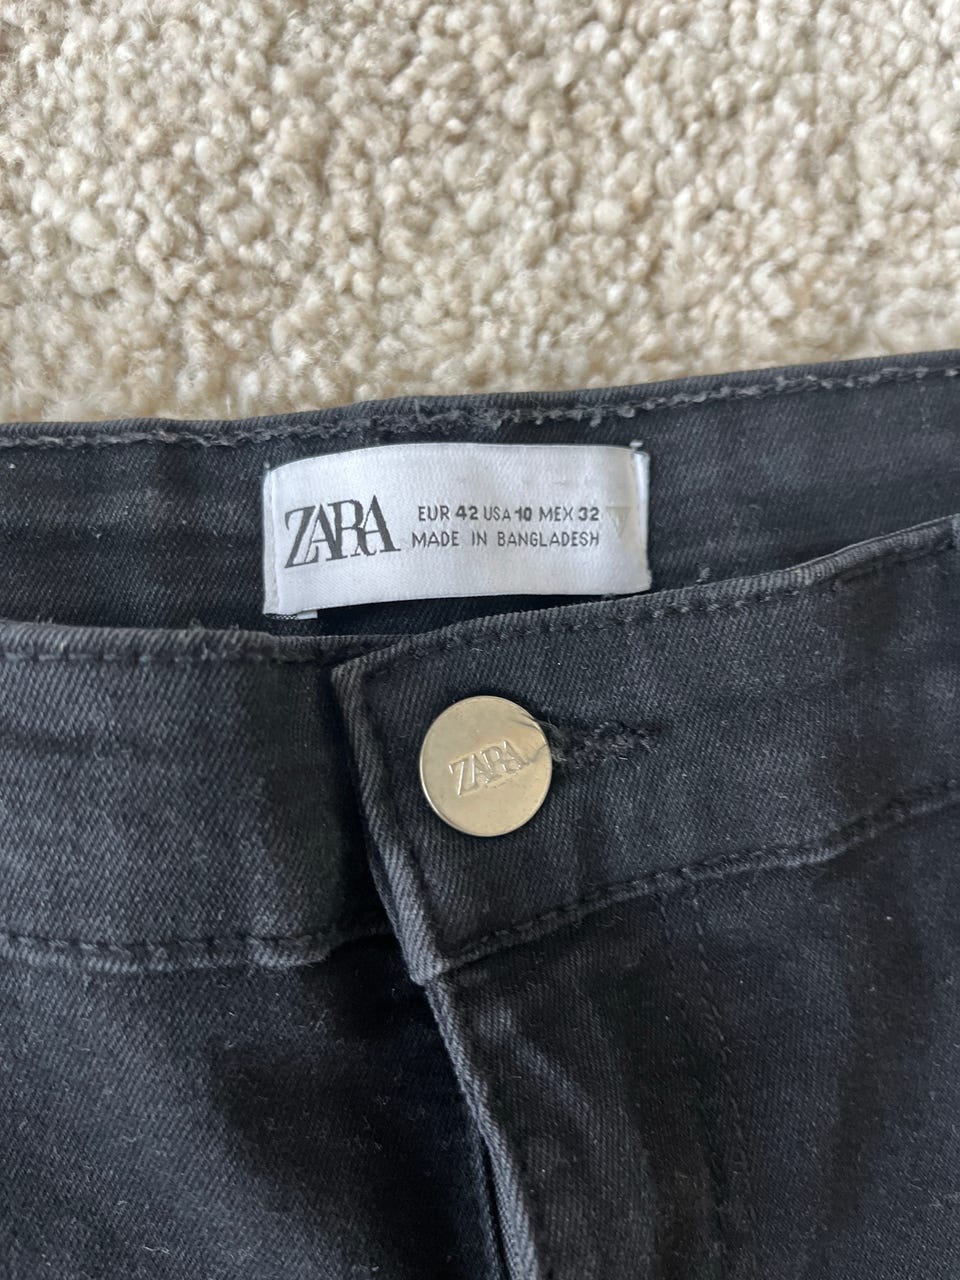 ZARA
EUR 42 USA 10 MEX 32
MADE IN BANGLADESH
ZARA